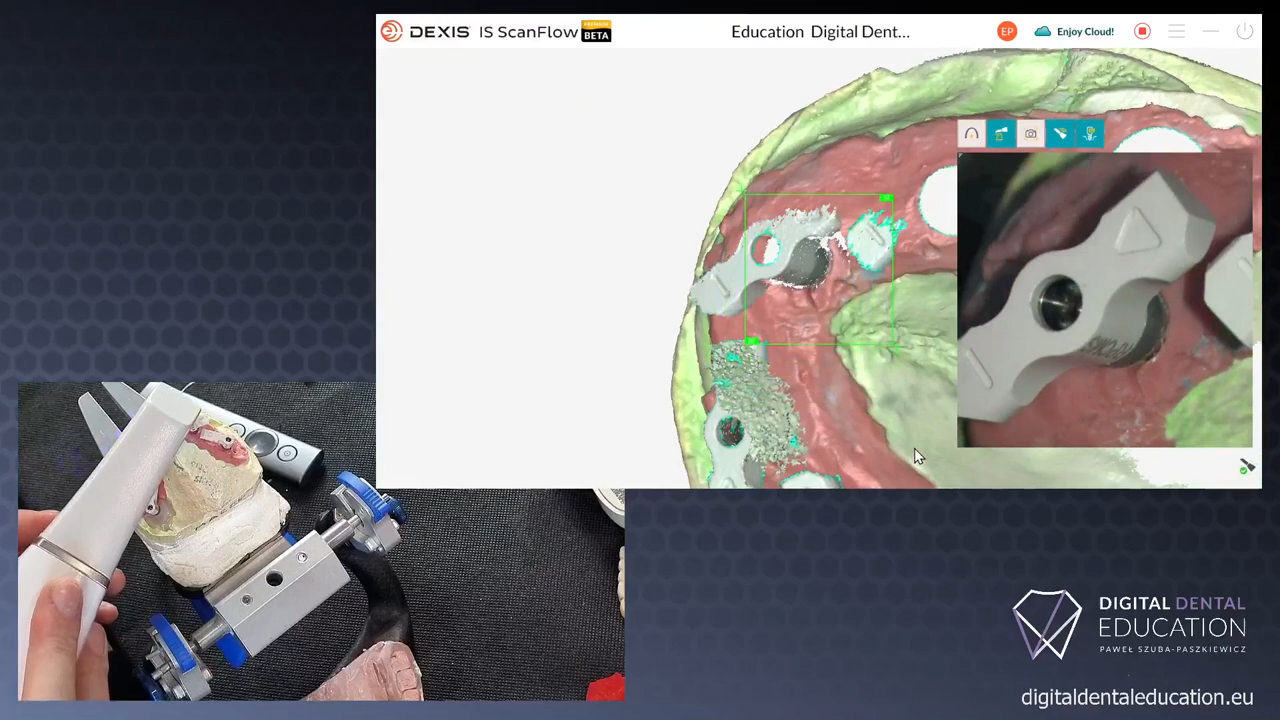 DEXIS IS ScanFlow BETA
Education Digital Dent...
EP
Enjoy Cloud!
DIGITAL DENTAL
EDUCATION
PAWEŁ SZUBA-PASZKIEWICZ
digitaldentaleducation.eu